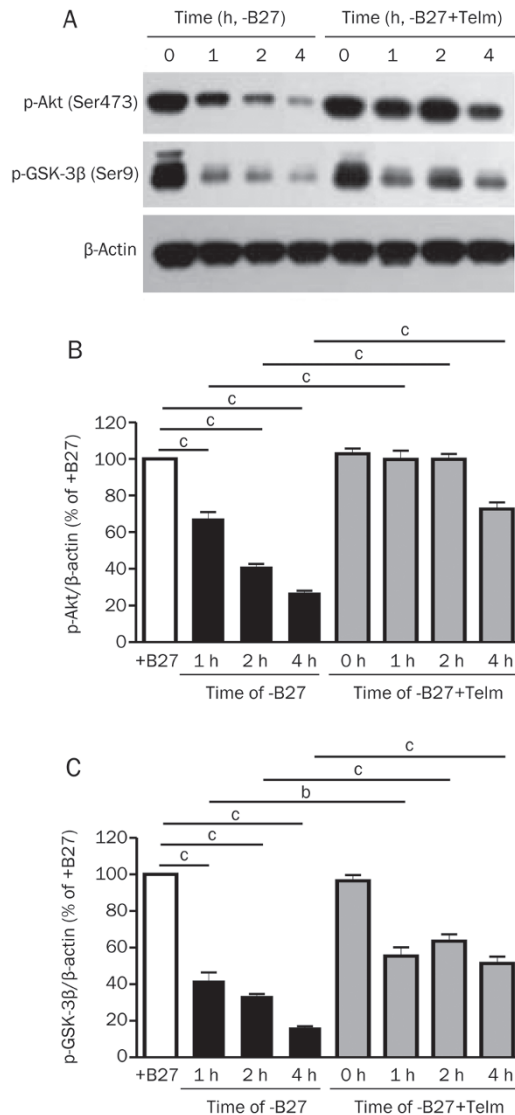 A
Time (h, -B27) Time (h, -B27+Telm)
0 1 2 4 0 1 2 4
p-Akt (Ser473)
p-GSK-3β (Ser9)
β-Actin
B
c
c
c
c
c
c
p-Akt/β-actin (% of +B27)
120
100
80
60
40
20
0
+B27 1 h 2 h 4 h 0 h 1 h 2 h 4 h
Time of -B27 Time of -B27+Telm
C
c
c
b
c
c
c
p-GSK-3β/β-actin (% of +B27)
120
100
80
60
40
20
0
+B27 1 h 2 h 4 h 0 h 1 h 2 h 4 h
Time of -B27 Time of -B27+Telm